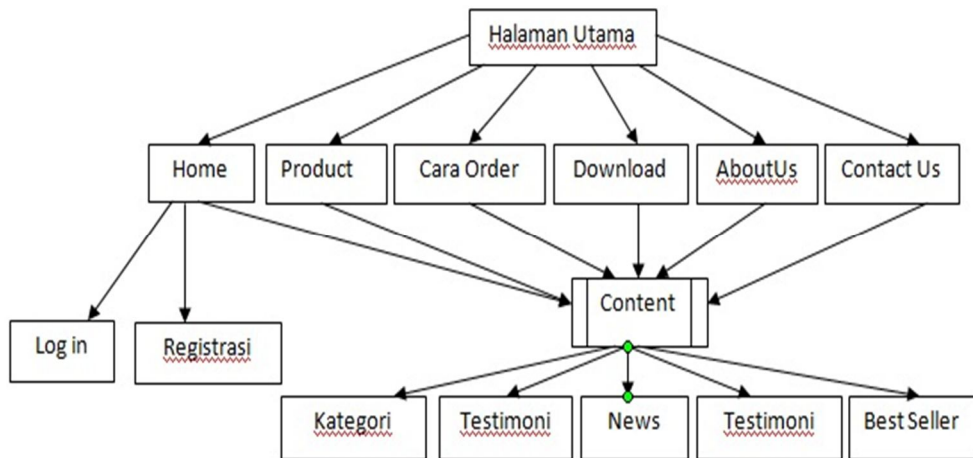 Halaman Utama
Home
Product
Cara Order
Download
AboutUs
Contact Us
Content
Log in
Registrasi
Kategori
Testimoni
News
Testimoni
Best Seller